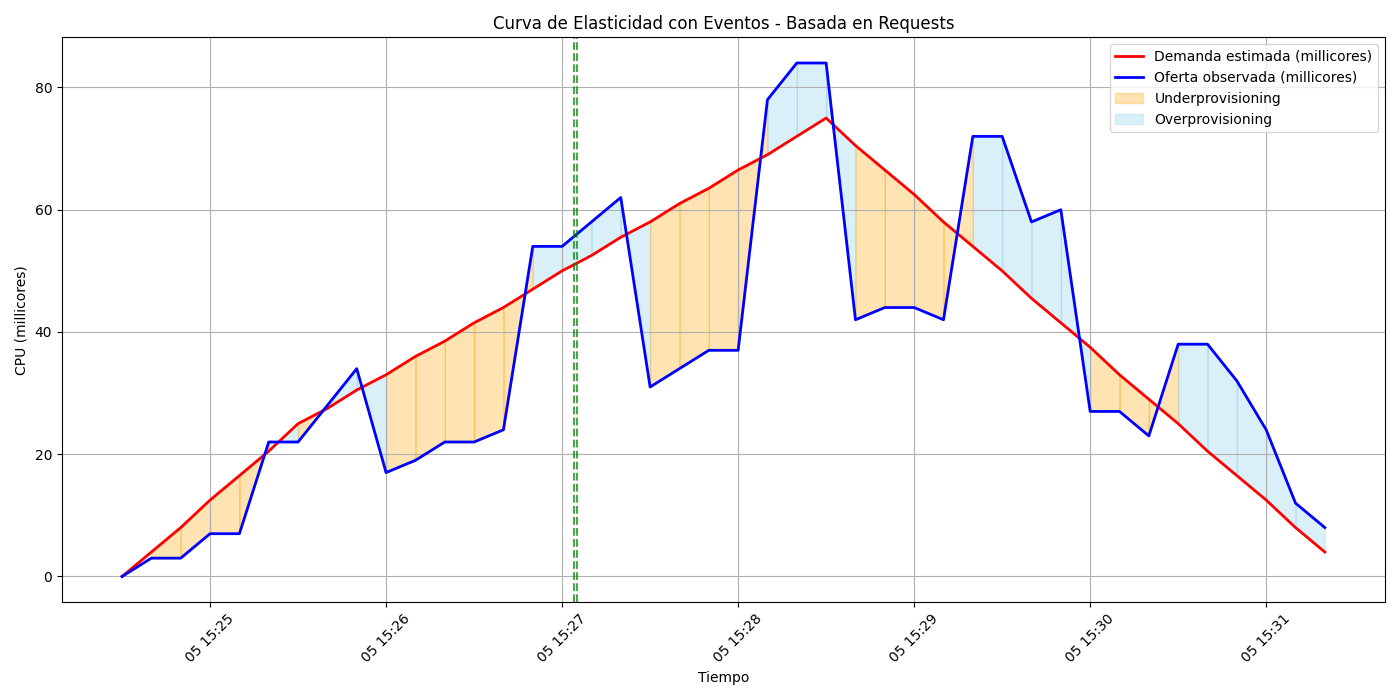 Curva de Elasticidad con Eventos - Basada en Requests
Demanda estimada (millicores)
Oferta observada (millicores)
Underprovisioning
Overprovisioning
CPU (millicores)
80
60
40
20
0
05 15:25
05 15:26
05 15:27
05 15:28
05 15:29
05 15:30
05 15:31
Tiempo